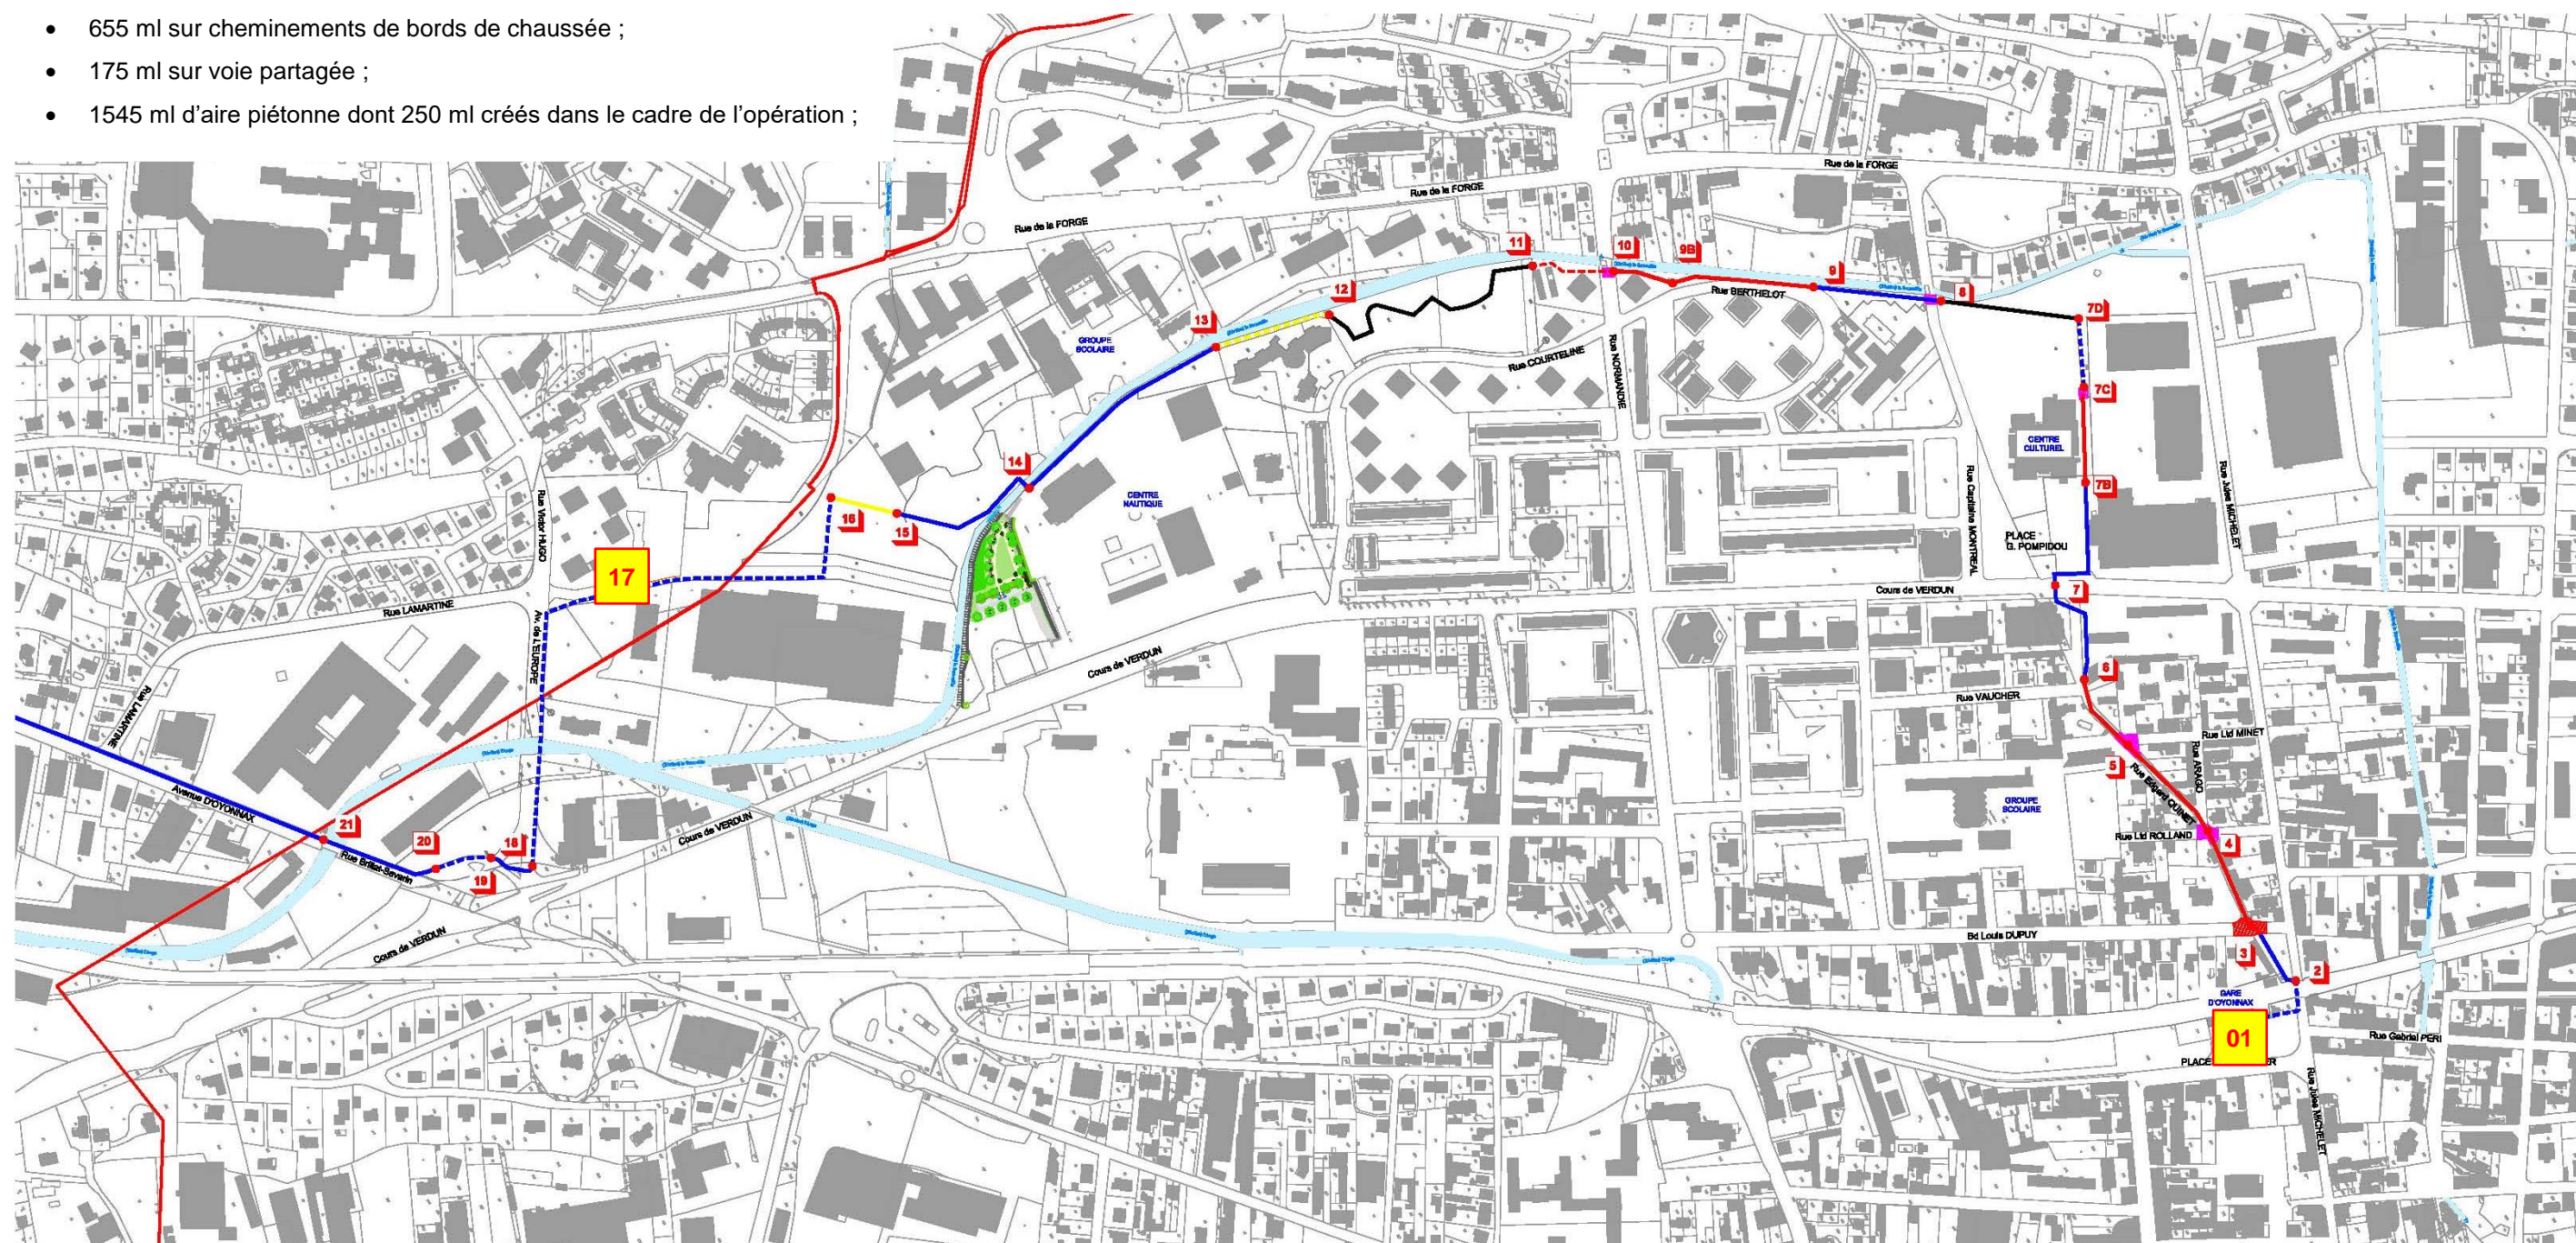 • 655 ml sur cheminements de bords de chaussée ;
• 175 ml sur voie partagée ;
• 1545 ml d'aire piétonne dont 250 ml créés dans le cadre de l'opération ;
Rue de la FORGE
Rue de la FORGE
Rue de la FORGE
11
10
9B
9
8
7D
Rue BERTHELOT
12
13
GROUPE
SCOLAIRE
Rue COURTELINE
Rue NORMANDIE
7C
CENTRE
CULTUREL
14
CENTRE
NAUTIQUE
7B
Rue Capitaine MONTREAL
Rue Jules MICHELET
16
15
Rue Victor HUGO
PLACE
G. POMPIDOU
17
7
Cours de VERDUN
Rue LAMARTINE
Av. de L'EUROPE
Cours de VERDUN
6
Rue VAUCHER
Rue LAMARTINE
Rue Ltd MINET
Rue ARAGO
5
Rue Edgard QUINET
GROUPE
SCOLAIRE
Avenue D'OYONNAX
21
20
18
19
Rue Brillat-Savarin
Cours de VERDUN
Rue Ltd ROLLAND
4
Cours de VERDUN
Bd Louis DUPUY
3
2
GARE
D'OYONNAX
01
Rue Gabriel PERI
PLACE
ER
Rue Jules MICHELET